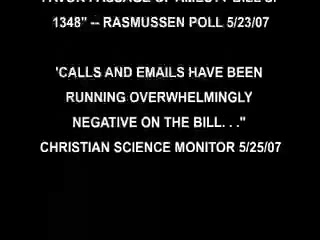 1348" -- RASMUSSEN POLL 5/23/07
'CALLS AND EMAILS HAVE BEEN
RUNNING OVERWHELMINGLY
NEGATIVE ON THE BILL. . ."
CHRISTIAN SCIENCE MONITOR 5/25/07